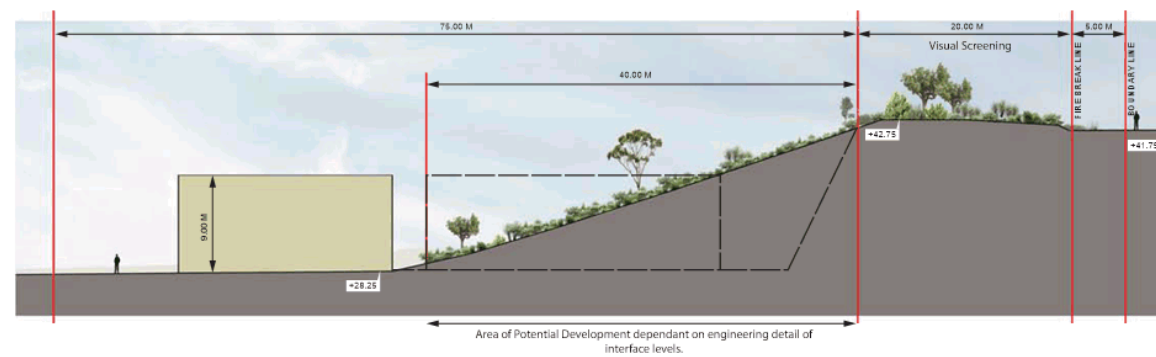 75.00 M
20.00 M
5.00 M
Visual Screening
40.00 M
FIRE BREAK LINE
BOUNDARY LINE
+42.75
+41.75
9.00 M
+28.25
Area of Potential Development dependant on engineering detail of
interface levels.